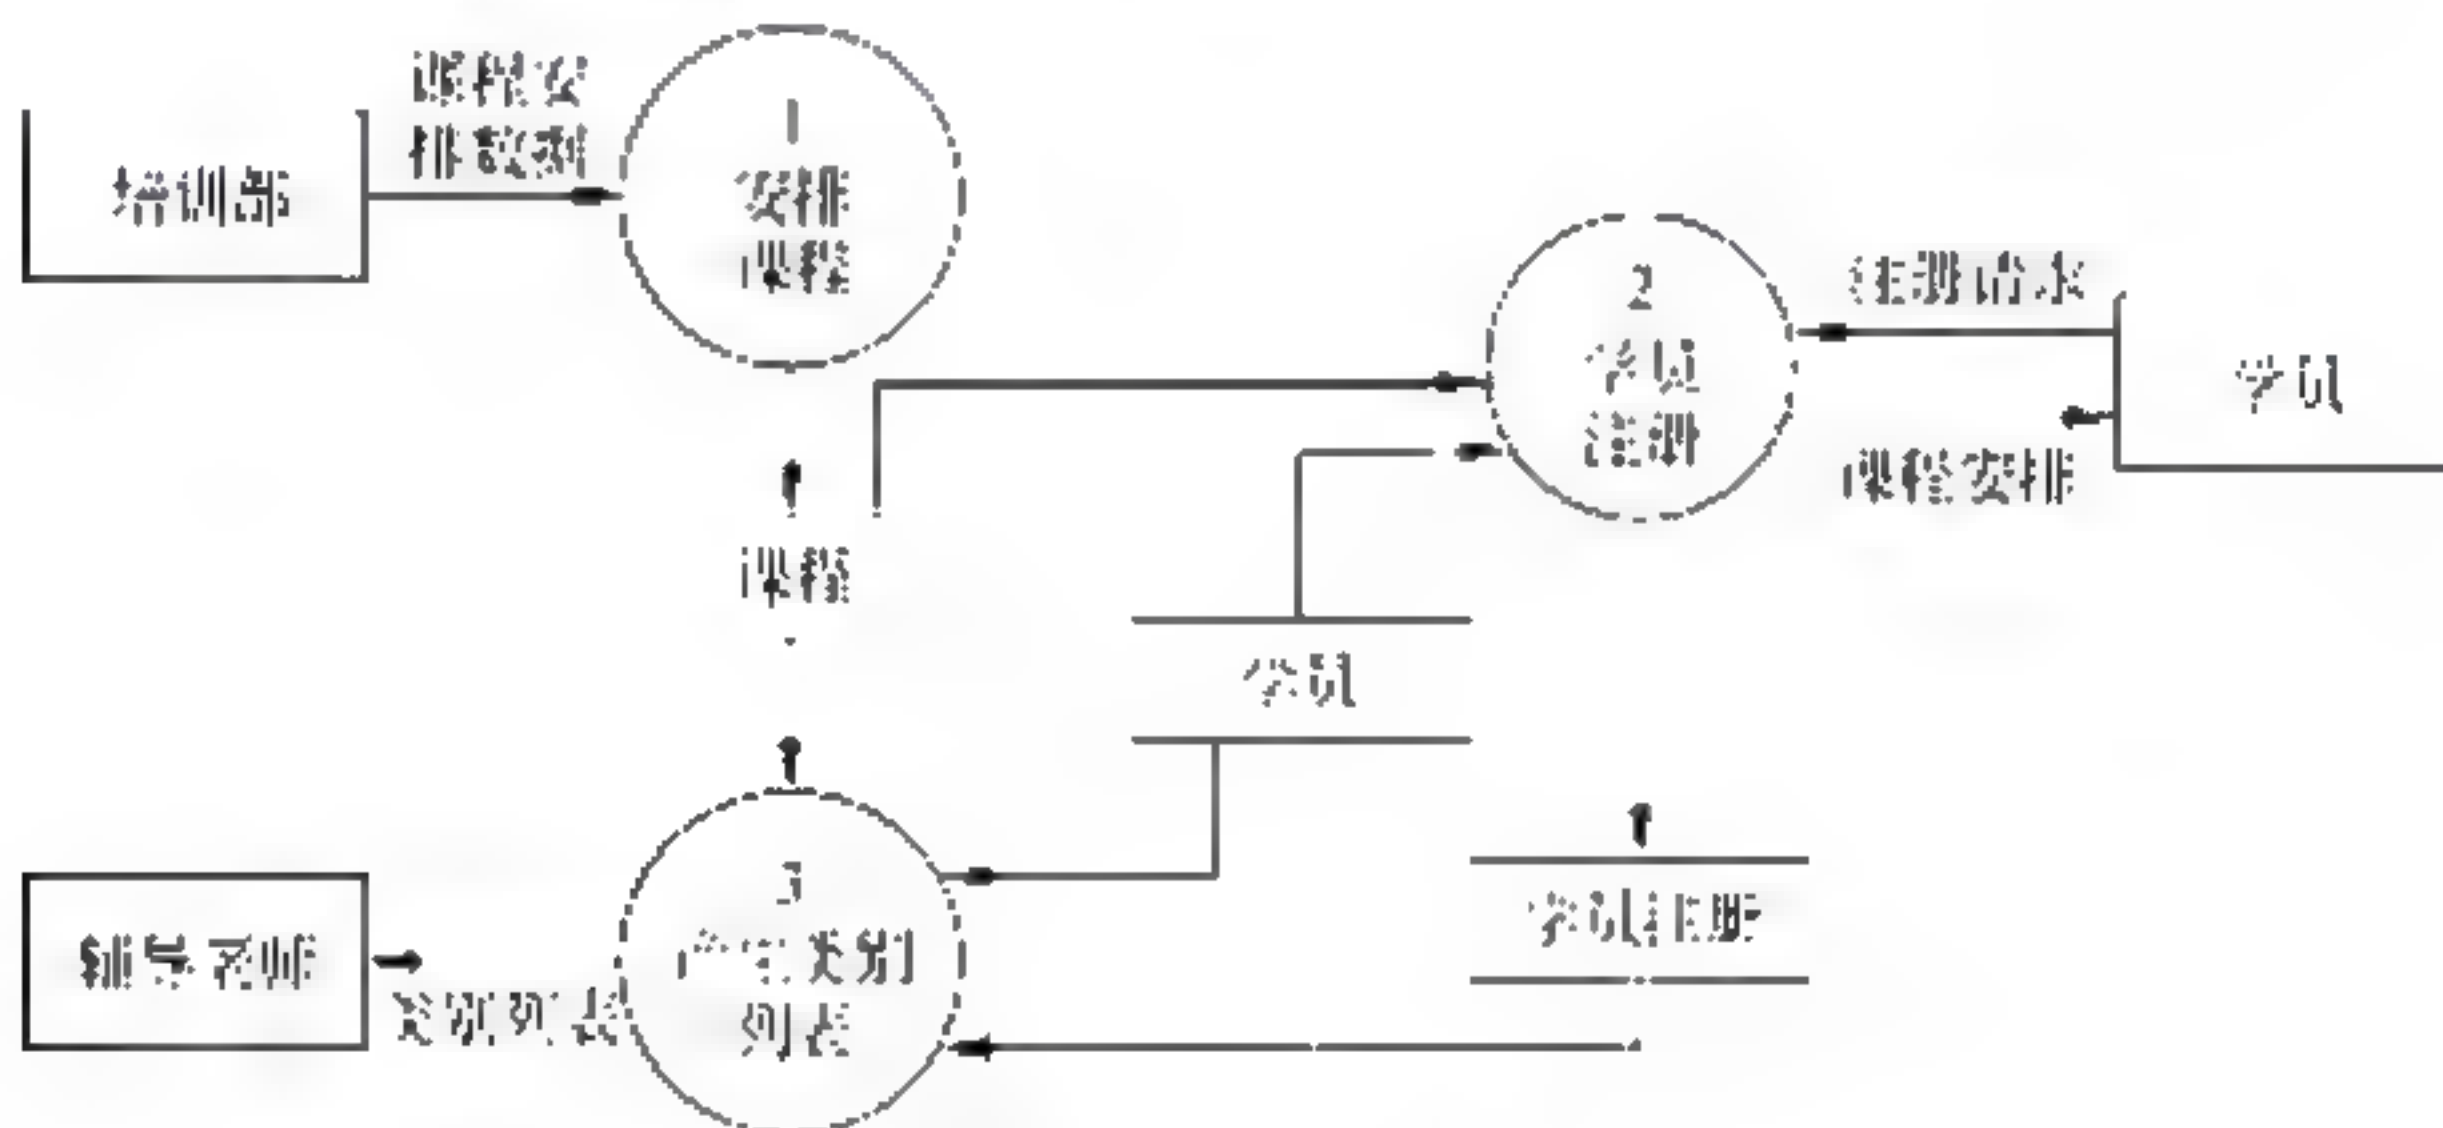 课程安
排数据
培训部
1
安排
课程
2
学员
注册
注册请求
学员
课程安排
课程
学员
3
产生类别
列表
学员注册
辅导老师
类别列表